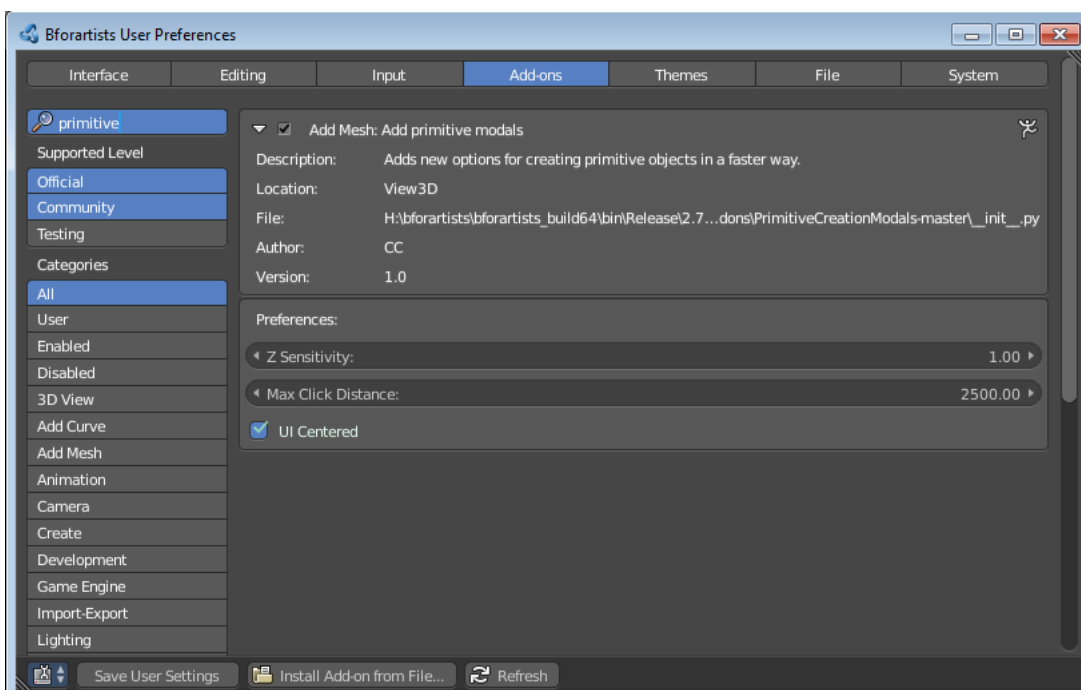 Bforartists User Preferences
Interface Editing Input Add-ons Themes File System
primitive
Supported Level
Official
Community
Testing
Categories
All
User
Enabled
Disabled
3D View
Add Curve
Add Mesh
Animation
Camera
Create
Development
Game Engine
Import-Export
Lighting
Add Mesh: Add primitive modals
Description: Adds new options for creating primitive objects in a faster way.
Location: View3D
File: H:\bforartists\bforartists_build64\bin\Release\2.7...dons\PrimitiveCreationModals-master\__init__.py
Author: CC
Version: 1.0
Preferences:
Z Sensitivity: 1.00
Max Click Distance: 2500.00
UI Centered
Save User Settings Install Add-on from File... Refresh